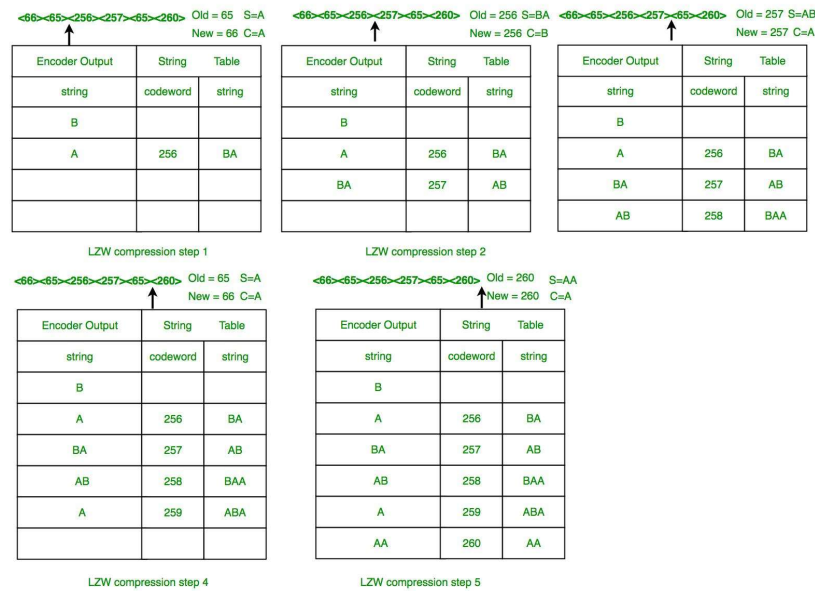 <66><65><256><257><65><260> Old = 65 S=A
New = 66 C=A
Encoder Output String Table
string codeword string
B
A 256 BA
LZW compression step 1
<66><65><256><257><65><260> Old = 256 S=BA
New = 256 C=B
Encoder Output String Table
string codeword string
B
A 256 BA
BA 257 AB
LZW compression step 2
<66><65><256><257><65><260> Old = 257 S=AB
New = 257 C=A
Encoder Output String Table
string codeword string
B
A 256 BA
BA 257 AB
AB 258 BAA
<66><65><256><257><65><260> Old = 65 S=A
New = 66 C=A
Encoder Output String Table
string codeword string
B
A 256 BA
BA 257 AB
AB 258 BAA
A 259 ABA
LZW compression step 4
<66><65><256><257><65><260> Old = 260 S=AA
New = 260 C=A
Encoder Output String Table
string codeword string
B
A 256 BA
BA 257 AB
AB 258 BAA
A 259 ABA
AA 260 AA
LZW compression step 5